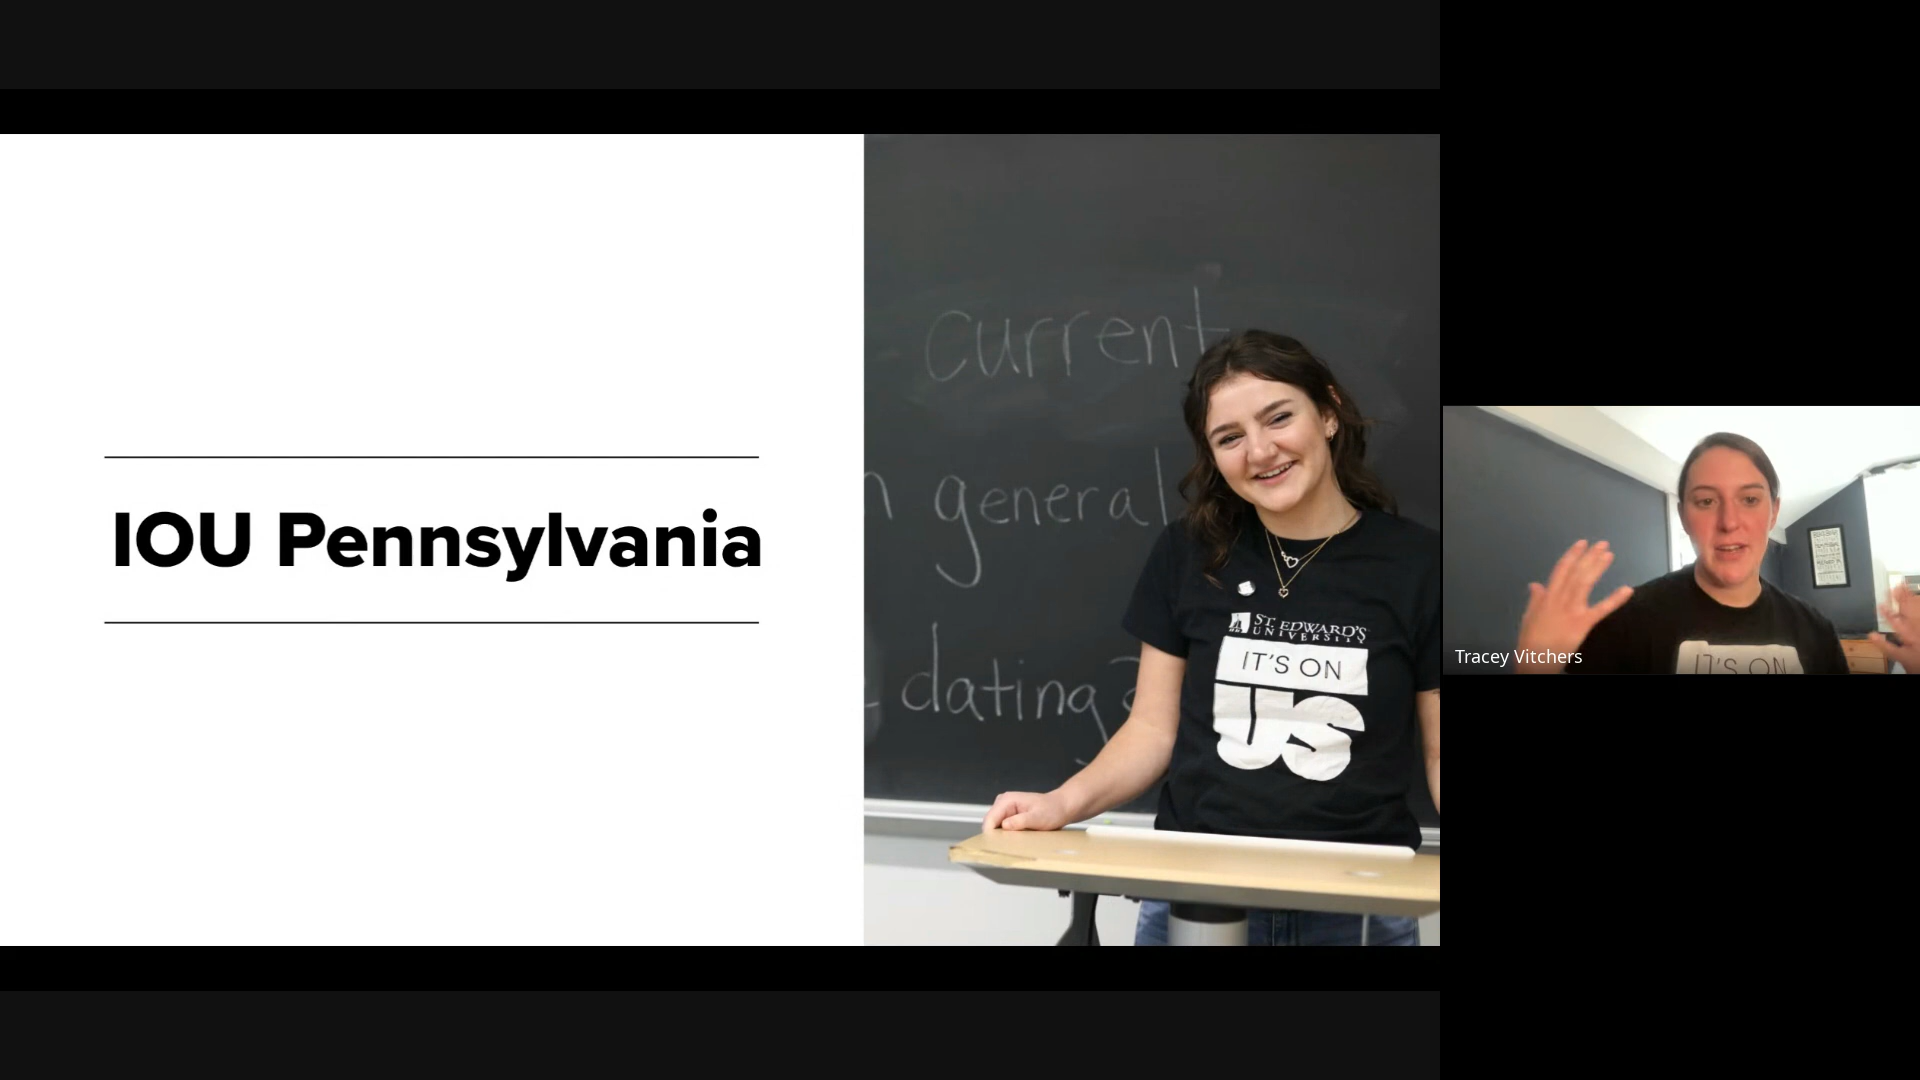 IOU Pennsylvania
current
general
dating
ST. EDWARD'S
UNIVERSITY
IT'S ON
US
Tracey Vitchers
IT'S ON